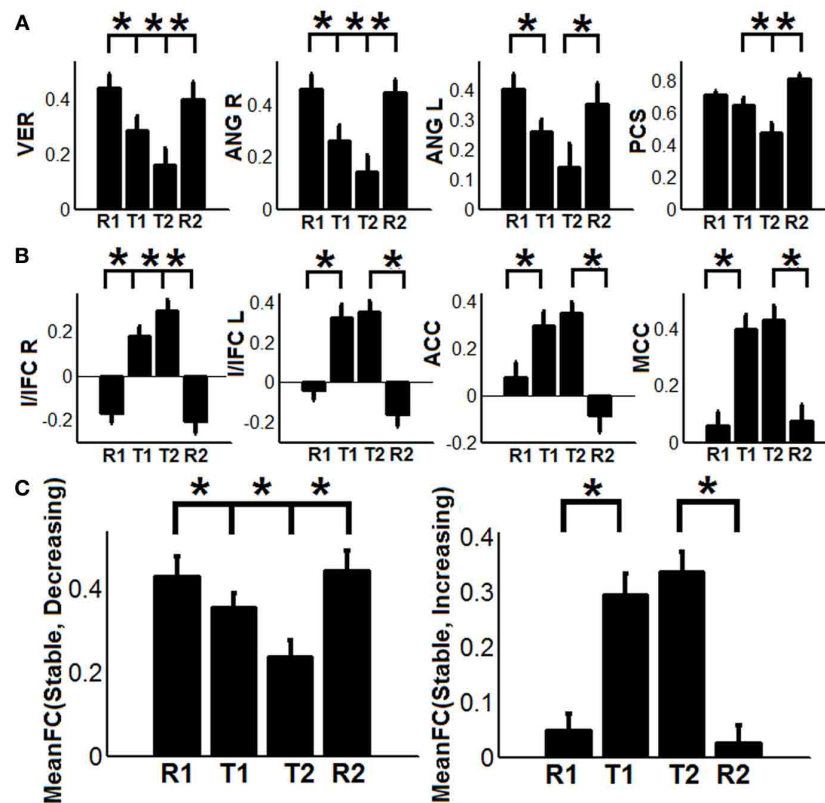 A
* * *
VER
0.4
0.2
0
R1 T1 T2 R2
* * *
ANG R
0.4
0.2
0
R1 T1 T2 R2
* *
ANG L
0.4
0.3
0.2
0.1
0
R1 T1 T2 R2
* *
PCS
0.8
0.6
0.4
0.2
0
R1 T1 T2 R2
B
* * *
I/IFC R
0.2
0
-0.2
R1 T1 T2 R2
* *
I/IFC L
0.4
0.2
0
-0.2
R1 T1 T2 R2
* *
ACC
0.4
0.2
0
-0.2
R1 T1 T2 R2
* *
MCC
0.4
0.2
0
R1 T1 T2 R2
C
* * *
MeanFC(Stable, Decreasing)
0.4
0.2
0
R1 T1 T2 R2
* *
MeanFC(Stable, Increasing)
0.4
0.3
0.2
0.1
0
R1 T1 T2 R2